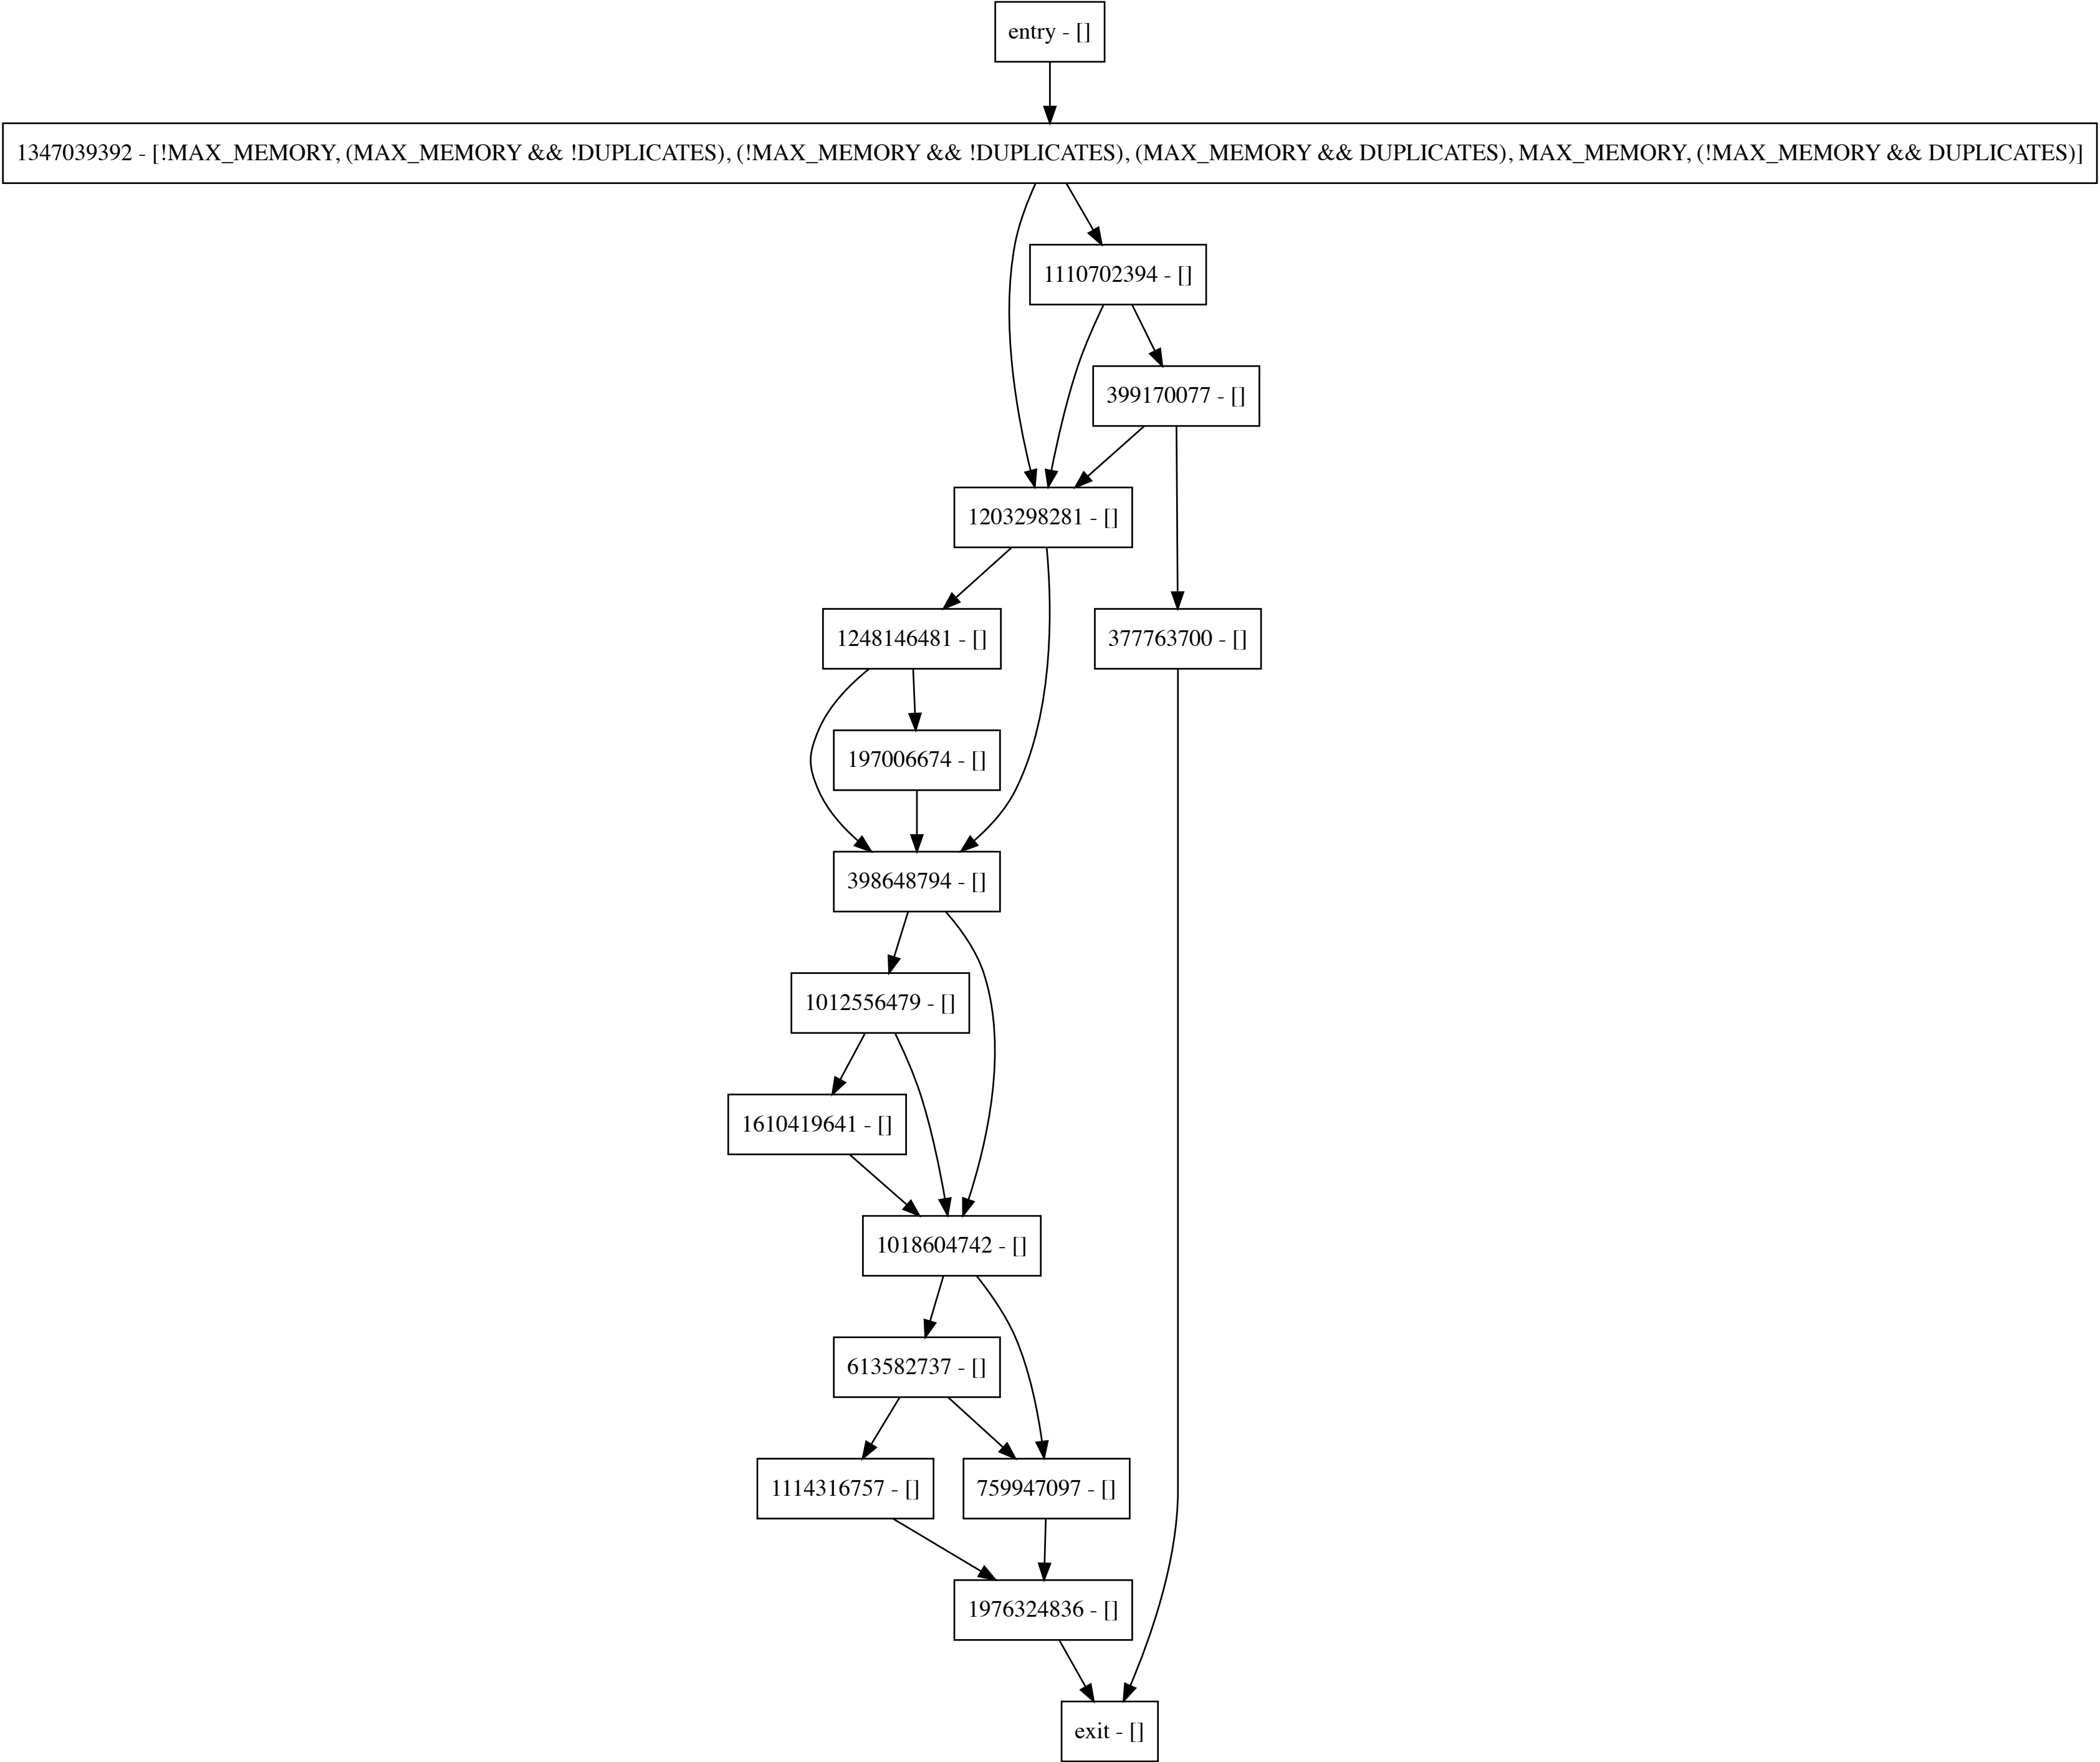 entry - []
1347039392 - [!MAX_MEMORY, (MAX_MEMORY && !DUPLICATES), (!MAX_MEMORY && !DUPLICATES), (MAX_MEMORY && DUPLICATES), MAX_MEMORY, (!MAX_MEMORY && DUPLICATES)]
1110702394 - []
399170077 - []
1203298281 - []
1248146481 - []
377763700 - []
197006674 - []
398648794 - []
1012556479 - []
1610419641 - []
1018604742 - []
613582737 - []
1114316757 - []
759947097 - []
1976324836 - []
exit - []